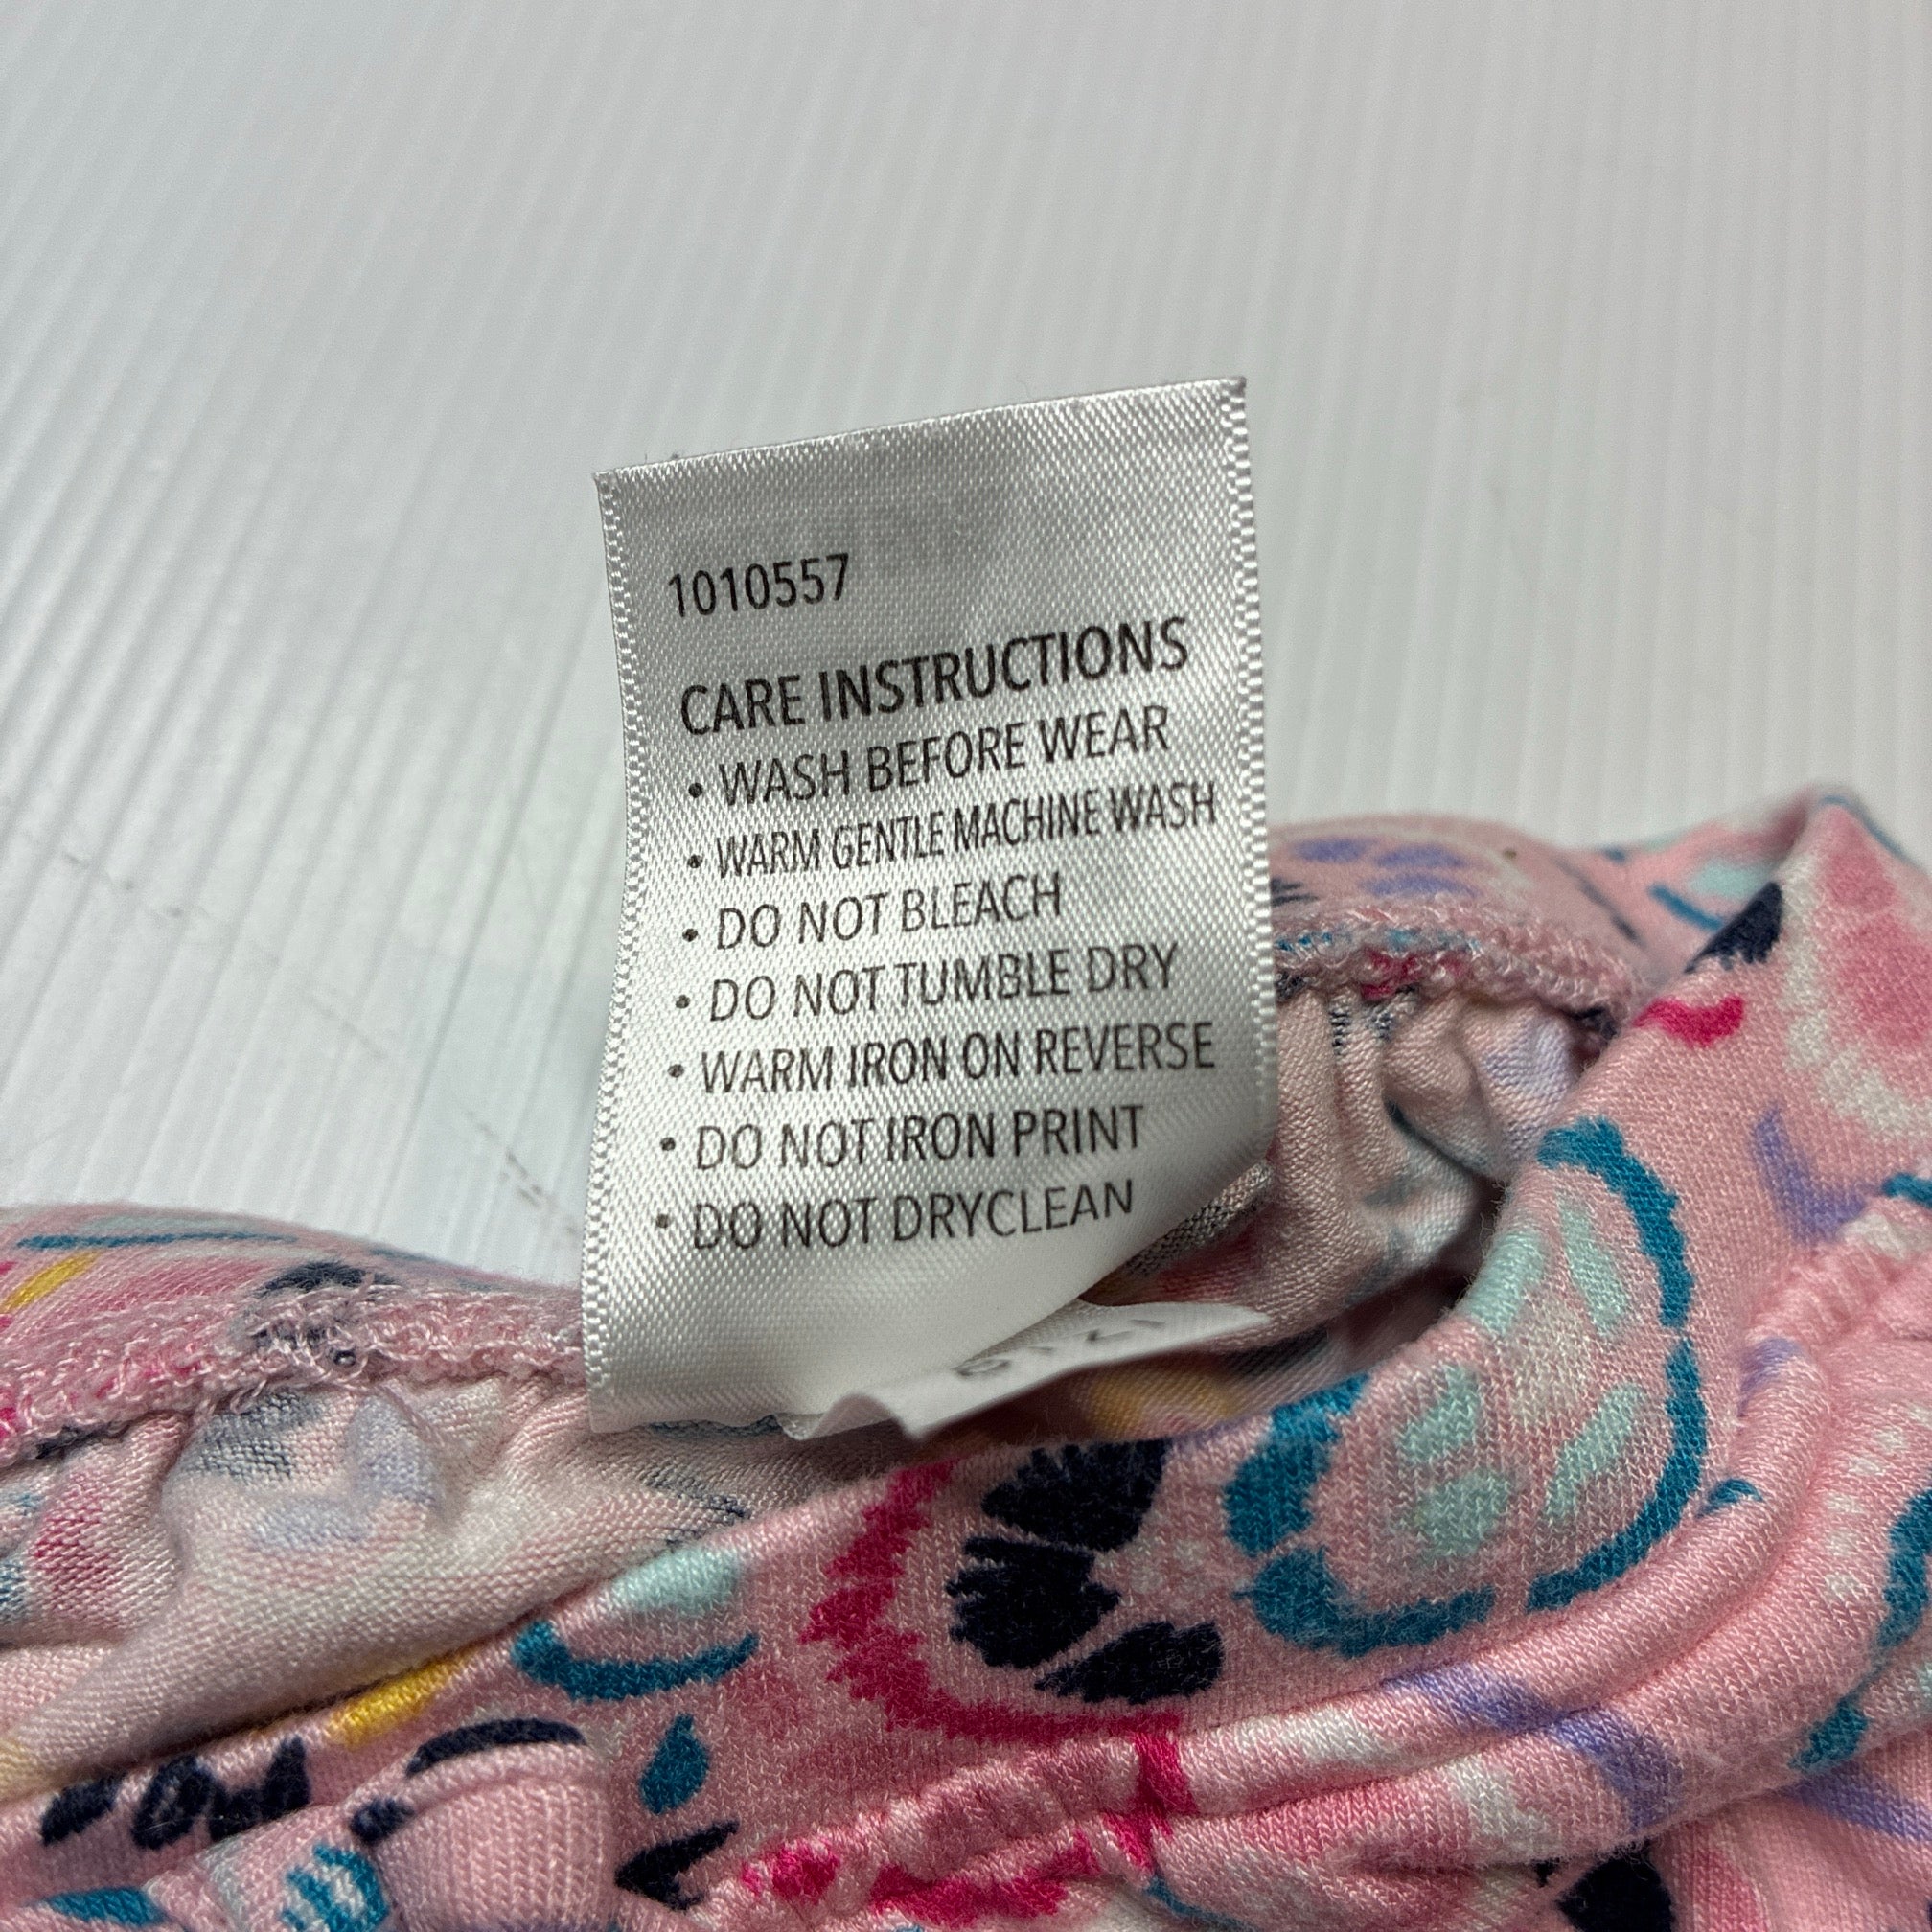 1010557
CARE INSTRUCTIONS
• WASH BEFORE WEAR
• WARM GENTLE MACHINE WASH
• DO NOT BLEACH
• DO NOT TUMBLE DRY
• WARM IRON ON REVERSE
• DO NOT IRON PRINT
• DO NOT DRYCLEAN